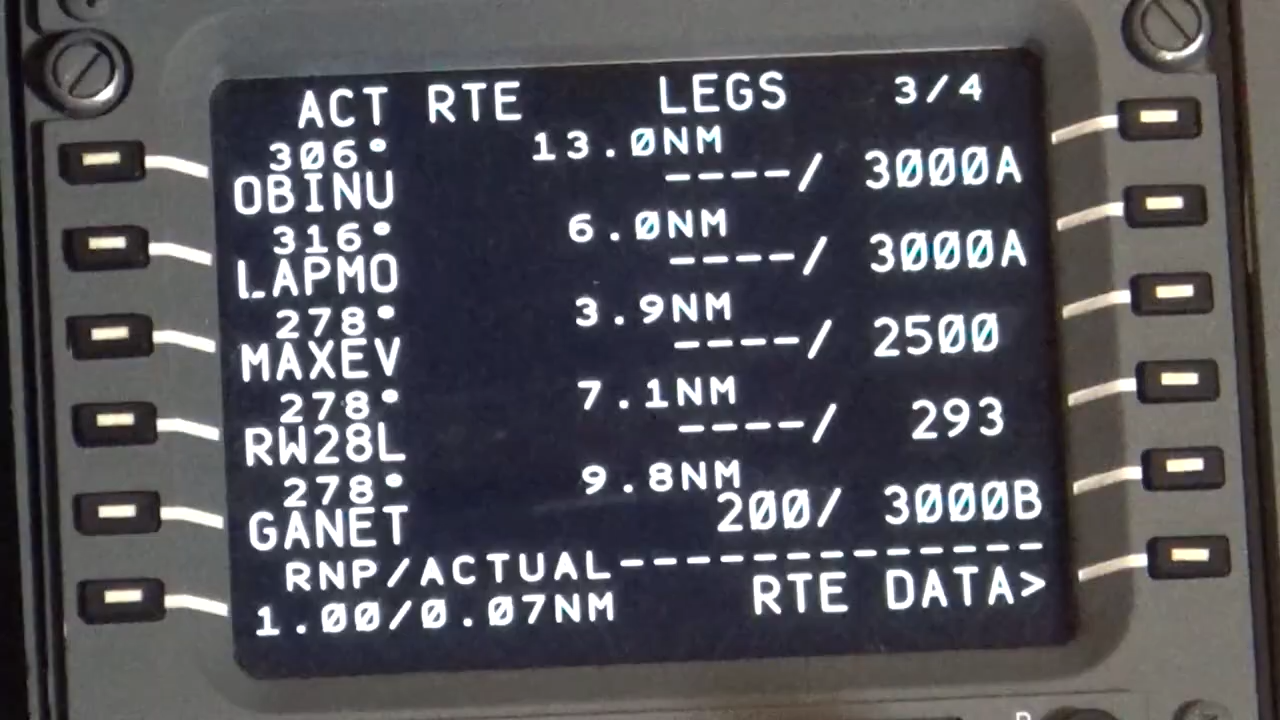 ACT RTE LEGS 3/4
306° 13.0NM
OBINU ----/ 3000A
316° 6.0NM
LAPMO ----/ 3000A
278° 3.9NM
MAXEV ----/ 2500
278° 7.1NM
RW28L ----/ 293
278° 9.8NM
GANET 200/ 3000B
RNP/ACTUAL-------------
1.00/0.07NM RTE DATA>